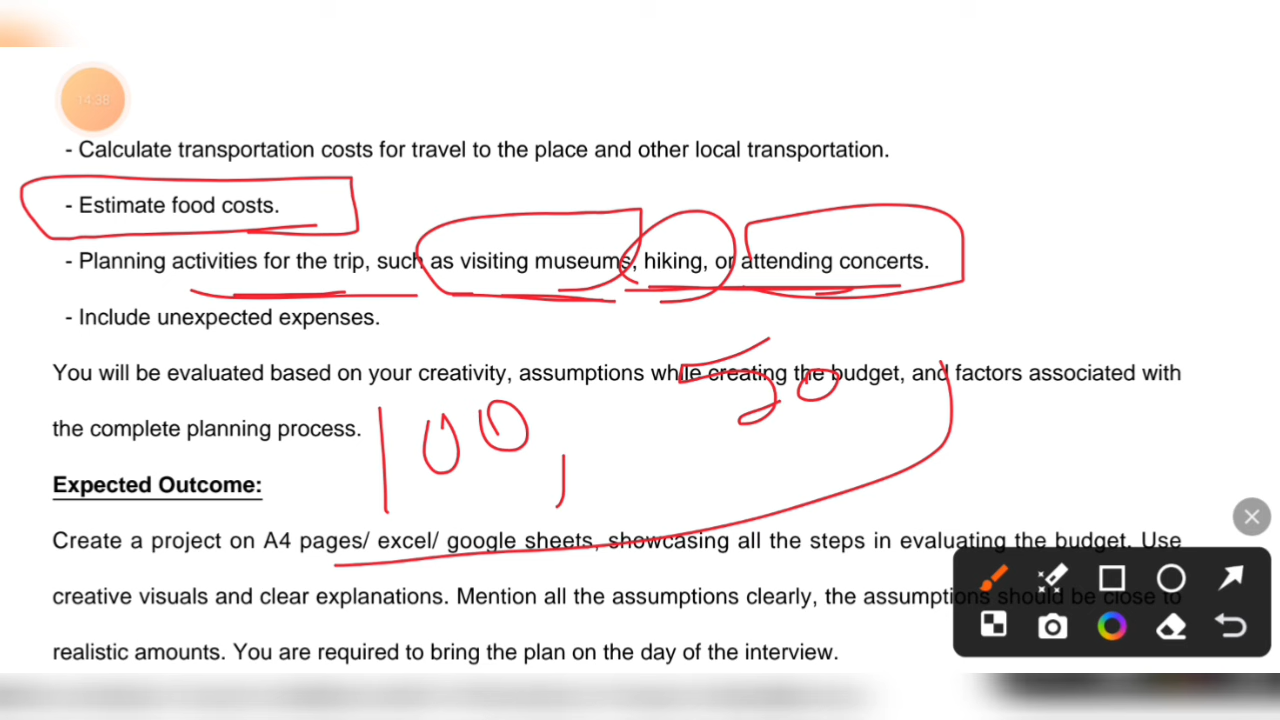 14:38
- Calculate transportation costs for travel to the place and other local transportation.
- Estimate food costs.
- Planning activities for the trip, such as visiting museums, hiking, or attending concerts.
- Include unexpected expenses.
You will be evaluated based on your creativity, assumptions while creating the budget, and factors associated with
50
the complete planning process.
100,
Expected Outcome:
Create a project on A4 pages/ excel/ google sheets, showcasing all the steps in evaluating the budget. Use
creative visuals and clear explanations. Mention all the assumptions clearly, the assumptions should be close to
realistic amounts. You are required to bring the plan on the day of the interview.